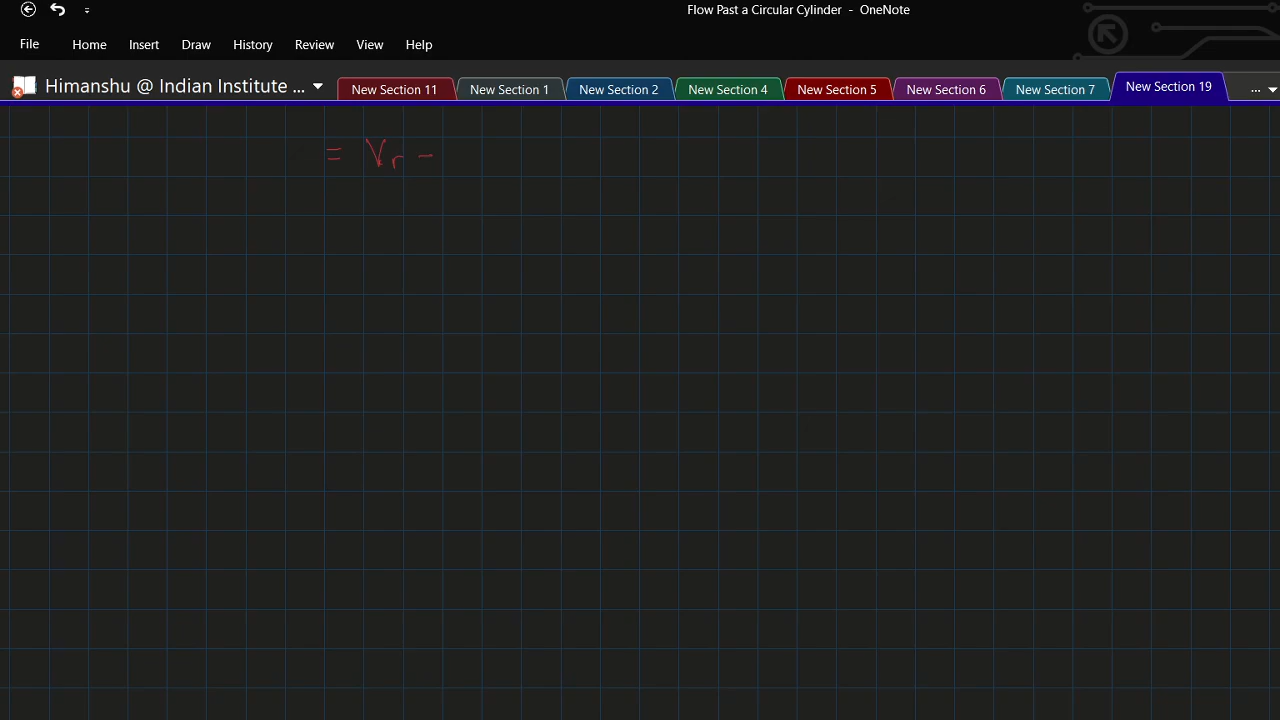 Flow Past a Circular Cylinder - OneNote
File Home Insert Draw History Review View Help
Himanshu @ Indian Institute ... New Section 11 New Section 1 New Section 2 New Section 4 New Section 5 New Section 6 New Section 7 New Section 19 ...
= Vr -